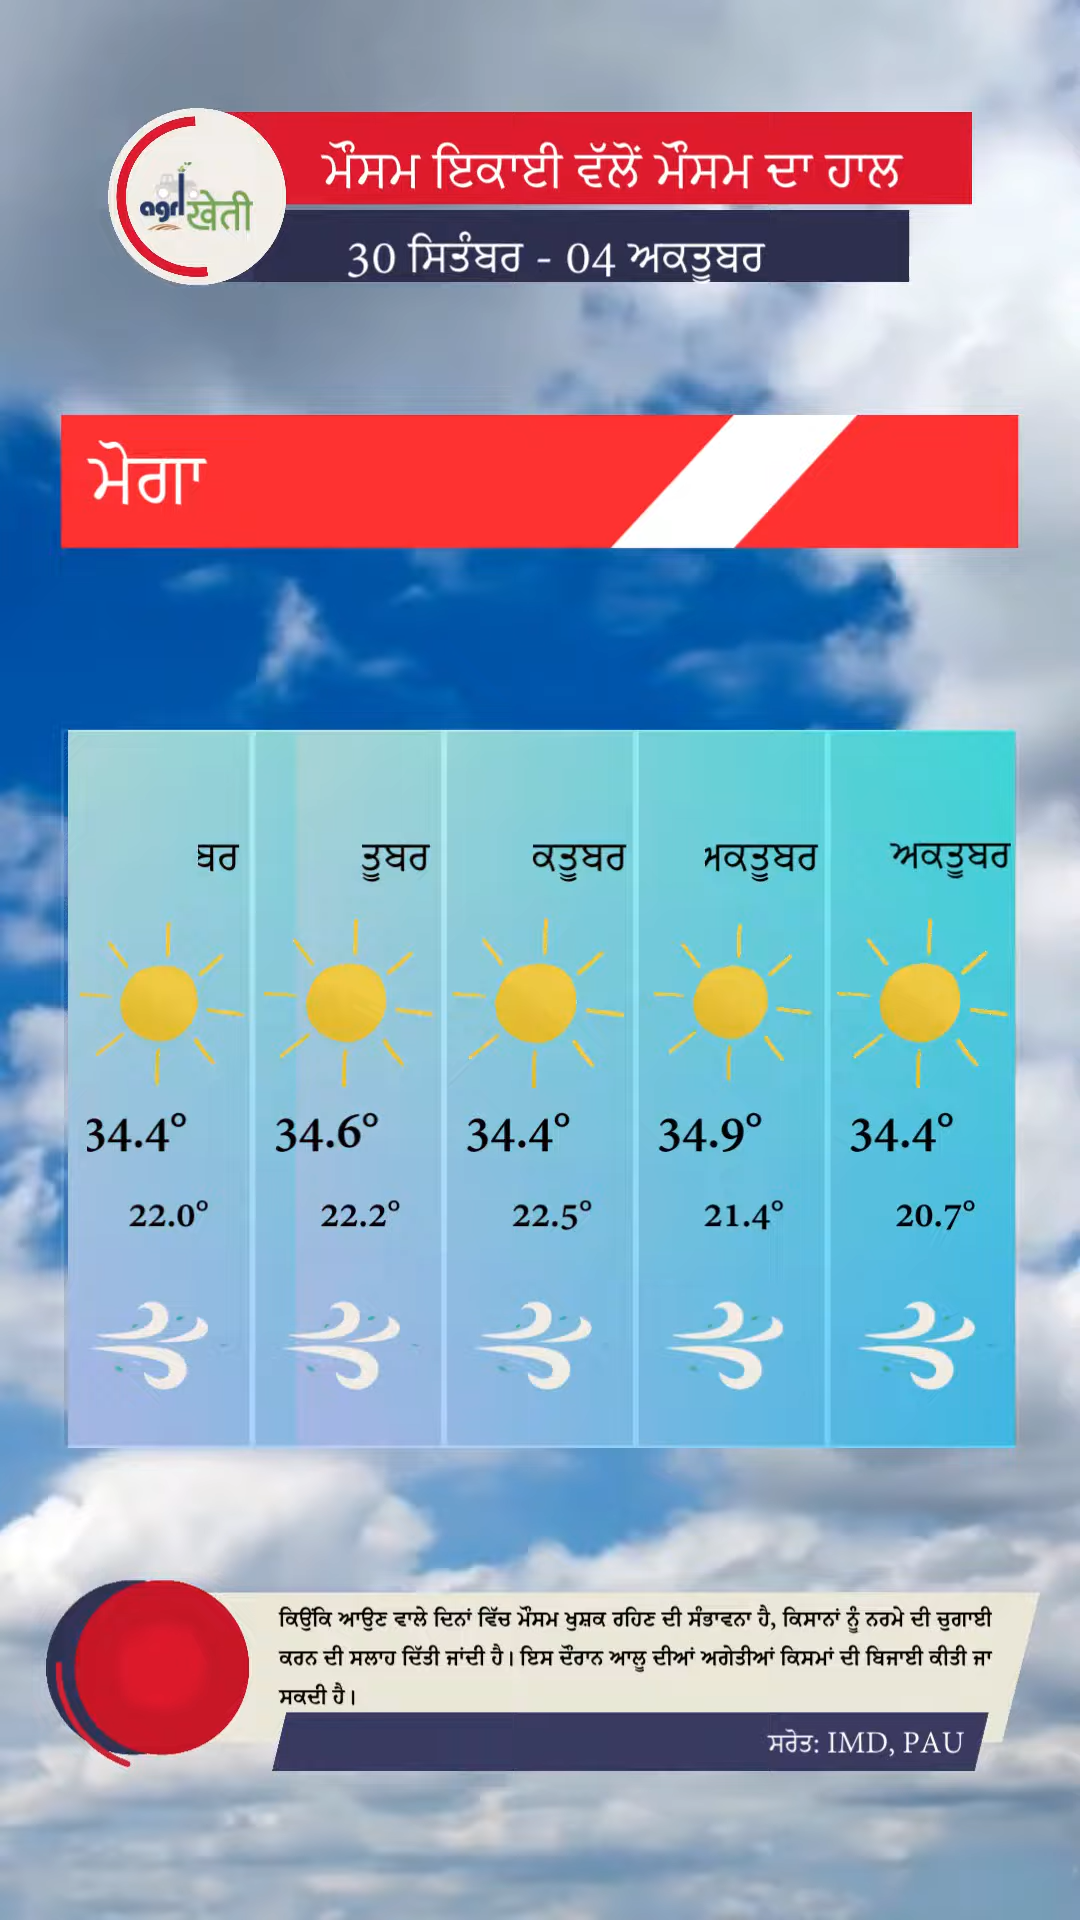 agri ਖੇਤੀ
ਮੌਸਮ ਇਕਾਈ ਵੱਲੋਂ ਮੌਸਮ ਦਾ ਹਾਲ
30 ਸਿਤੰਬਰ - 04 ਅਕਤੂਬਰ
ਮੋਗਾ
ਬਰ ਤੂਬਰ ਕਤੂਬਰ ਅਕਤੂਬਰ ਅਕਤੂਬਰ
34.4° 34.6° 34.4° 34.9° 34.4°
22.0° 22.2° 22.5° 21.4° 20.7°
ਕਿਉਂਕਿ ਆਉਣ ਵਾਲੇ ਦਿਨਾਂ ਵਿੱਚ ਮੌਸਮ ਖੁਸ਼ਕ ਰਹਿਣ ਦੀ ਸੰਭਾਵਨਾ ਹੈ, ਕਿਸਾਨਾਂ ਨੂੰ ਨਰਮੇ ਦੀ ਚੁਗਾਈ
ਕਰਨ ਦੀ ਸਲਾਹ ਦਿੱਤੀ ਜਾਂਦੀ ਹੈ। ਇਸ ਦੌਰਾਨ ਆਲੂ ਦੀਆਂ ਅਗੇਤੀਆਂ ਕਿਸਮਾਂ ਦੀ ਬਿਜਾਈ ਕੀਤੀ ਜਾ
ਸਕਦੀ ਹੈ।
ਸਰੋਤ: IMD, PAU